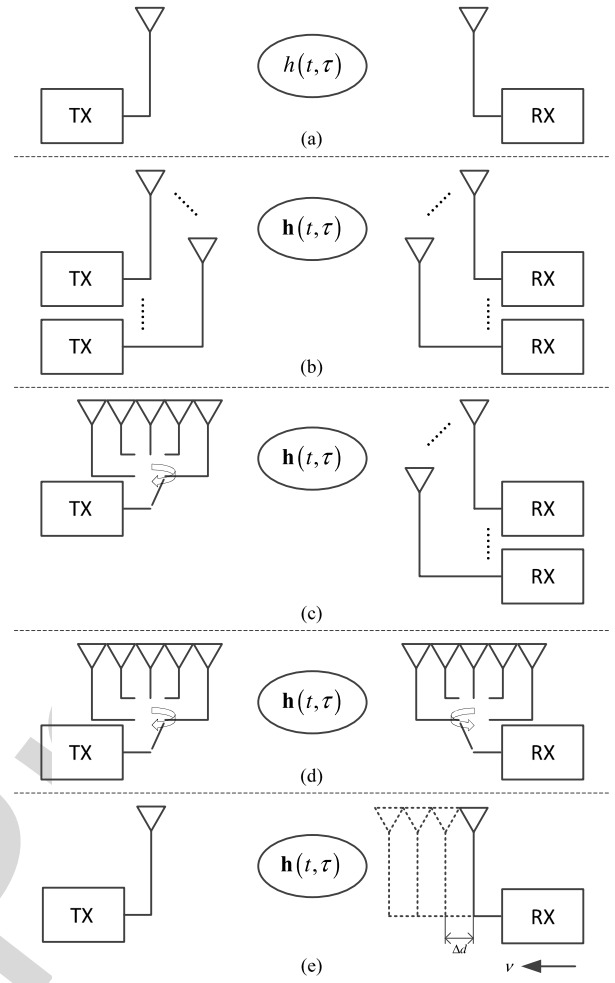 h(t,τ)
TX
RX
(a)
h(t,τ)
TX
RX
TX
RX
(b)
h(t,τ)
TX
RX
RX
(c)
h(t,τ)
TX
RX
(d)
h(t,τ)
TX
RX
Δd
(e)
v